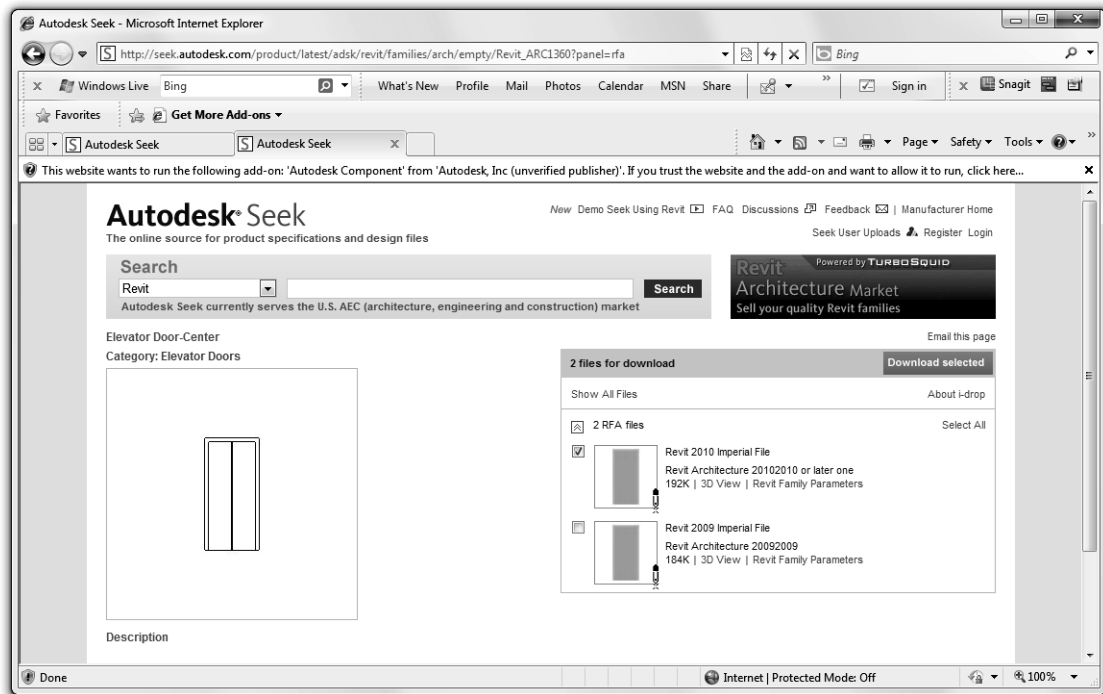 Autodesk Seek - Microsoft Internet Explorer
http://seek.autodesk.com/product/latest/adsk/revit/families/arch/empty/Revit_ARC1360?panel=rfa
Bing
x Windows Live Bing What's New Profile Mail Photos Calendar MSN Share » Sign in x Snagit
Favorites Get More Add-ons
Autodesk Seek Autodesk Seek x Page Safety Tools »
This website wants to run the following add-on: 'Autodesk Component' from 'Autodesk, Inc (unverified publisher)'. If you trust the website and the add-on and want to allow it to run, click here... x
Autodesk® Seek
The online source for product specifications and design files
New Demo Seek Using Revit FAQ Discussions Feedback | Manufacturer Home
Seek User Uploads Register Login
Search
Revit Search
Autodesk Seek currently serves the U.S. AEC (architecture, engineering and construction) market
Revit Powered by TURBOSQUID
Architecture Market
Sell your quality Revit families
Elevator Door-Center
Email this page
Category: Elevator Doors
2 files for download Download selected
Show All Files About i-drop
2 RFA files Select All
Revit 2010 Imperial File
Revit Architecture 20102010 or later one
192K | 3D View | Revit Family Parameters
Revit 2009 Imperial File
Revit Architecture 20092009
184K | 3D View | Revit Family Parameters
Description
Done Internet | Protected Mode: Off 100%